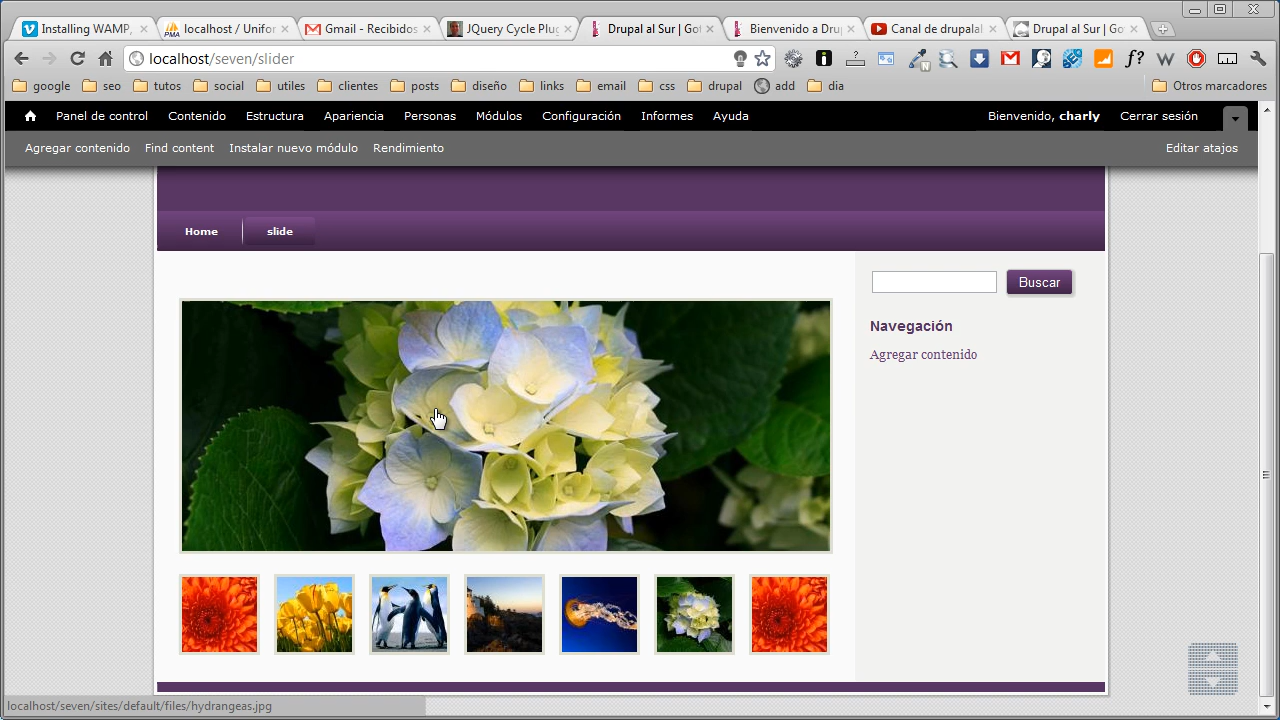 Installing WAMP,
localhost / Unifor
Gmail - Recibidos
JQuery Cycle Plug
Drupal al Sur | Got
Bienvenido a Drup
Canal de drupalal
Drupal al Sur | Got
localhost/seven/slider
google seo tutos social utiles clientes posts diseño links email css drupal add dia Otros marcadores
Panel de control Contenido Estructura Apariencia Personas Módulos Configuración Informes Ayuda Bienvenido, charly Cerrar sesión
Agregar contenido Find content Instalar nuevo módulo Rendimiento Editar atajos
Home slide
Buscar
Navegación
Agregar contenido
localhost/seven/sites/default/files/hydrangeas.jpg